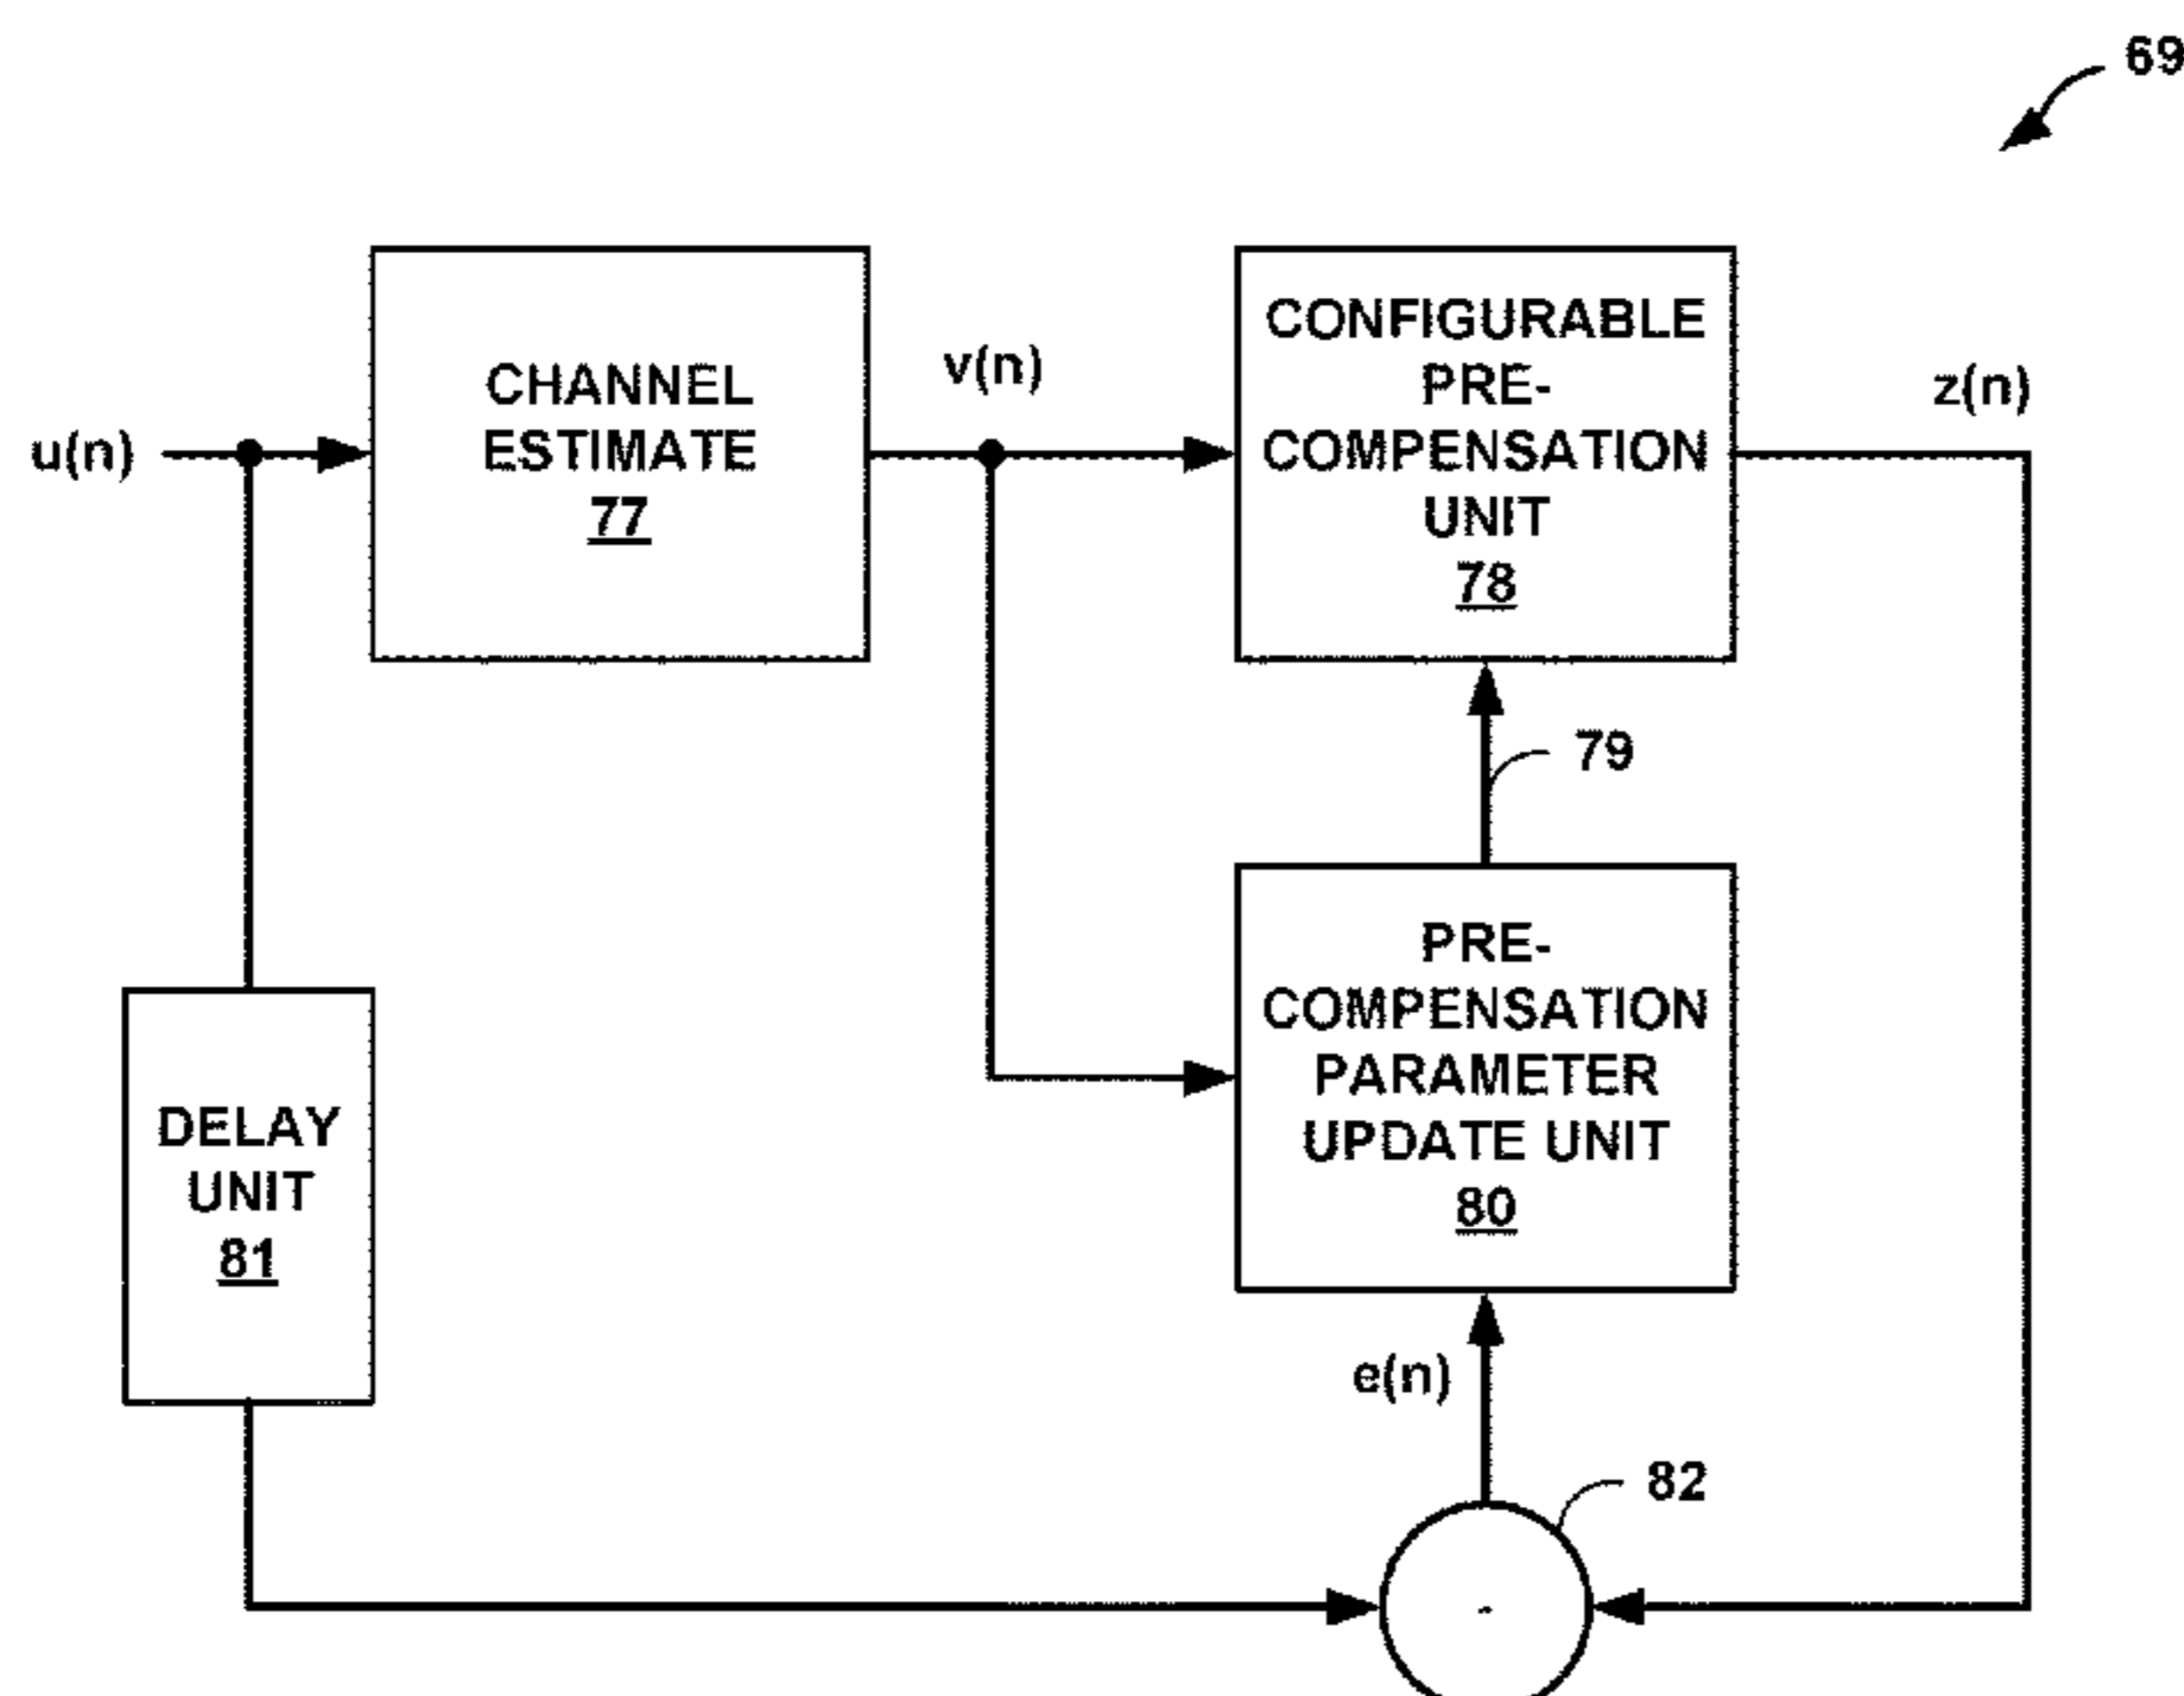 69
u(n)
CHANNEL
ESTIMATE
77
v(n)
CONFIGURABLE
PRE-
COMPENSATION
UNIT
78
z(n)
79
PRE-
COMPENSATION
PARAMETER
UPDATE UNIT
80
DELAY
UNIT
81
e(n)
82
-